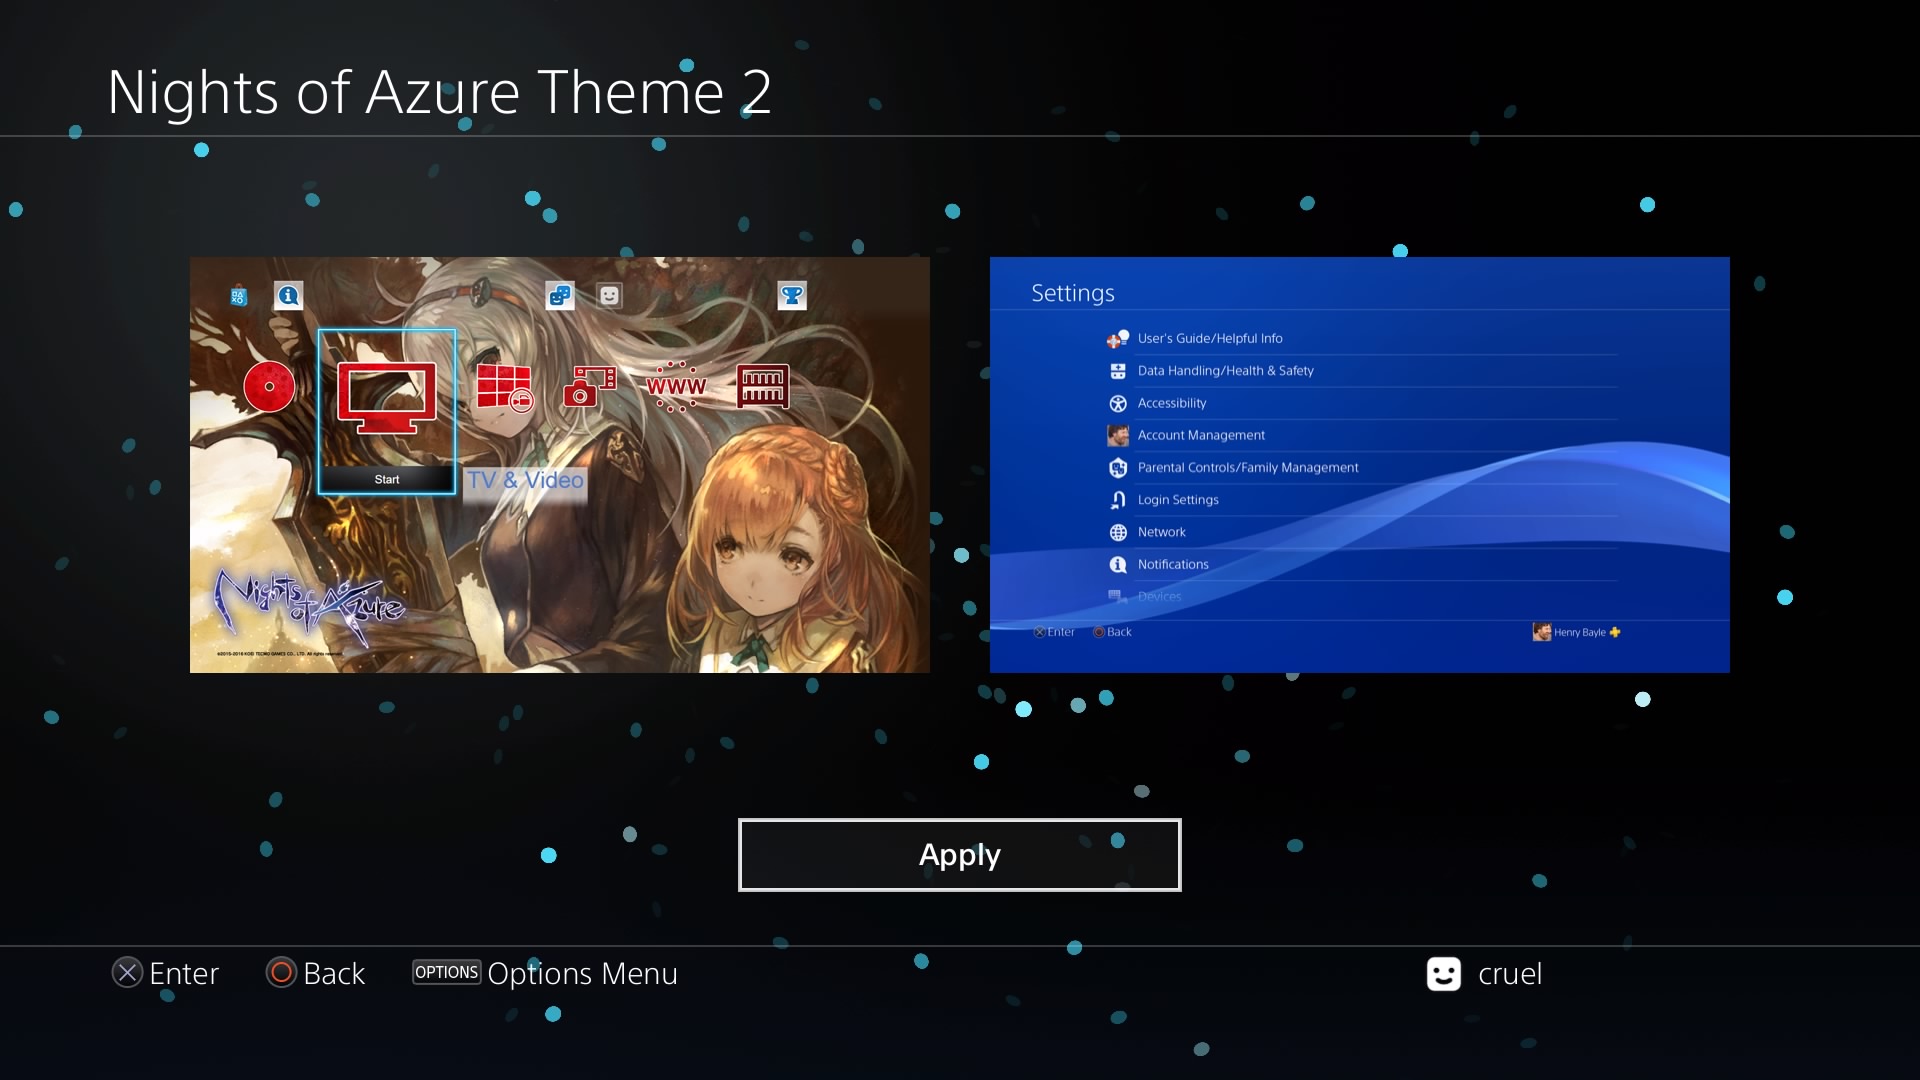 Nights of Azure Theme 2
Start
TV & Video
WWW
Nights
of Azure
©2015-2016 KOEI TECMO GAMES CO., LTD. All rights reserved.
Settings
User's Guide/Helpful Info
Data Handling/Health & Safety
Accessibility
Account Management
Parental Controls/Family Management
Login Settings
Network
Notifications
Devices
Enter
Back
Henry Bayle
Apply
Enter
Back
OPTIONS Options Menu
cruel